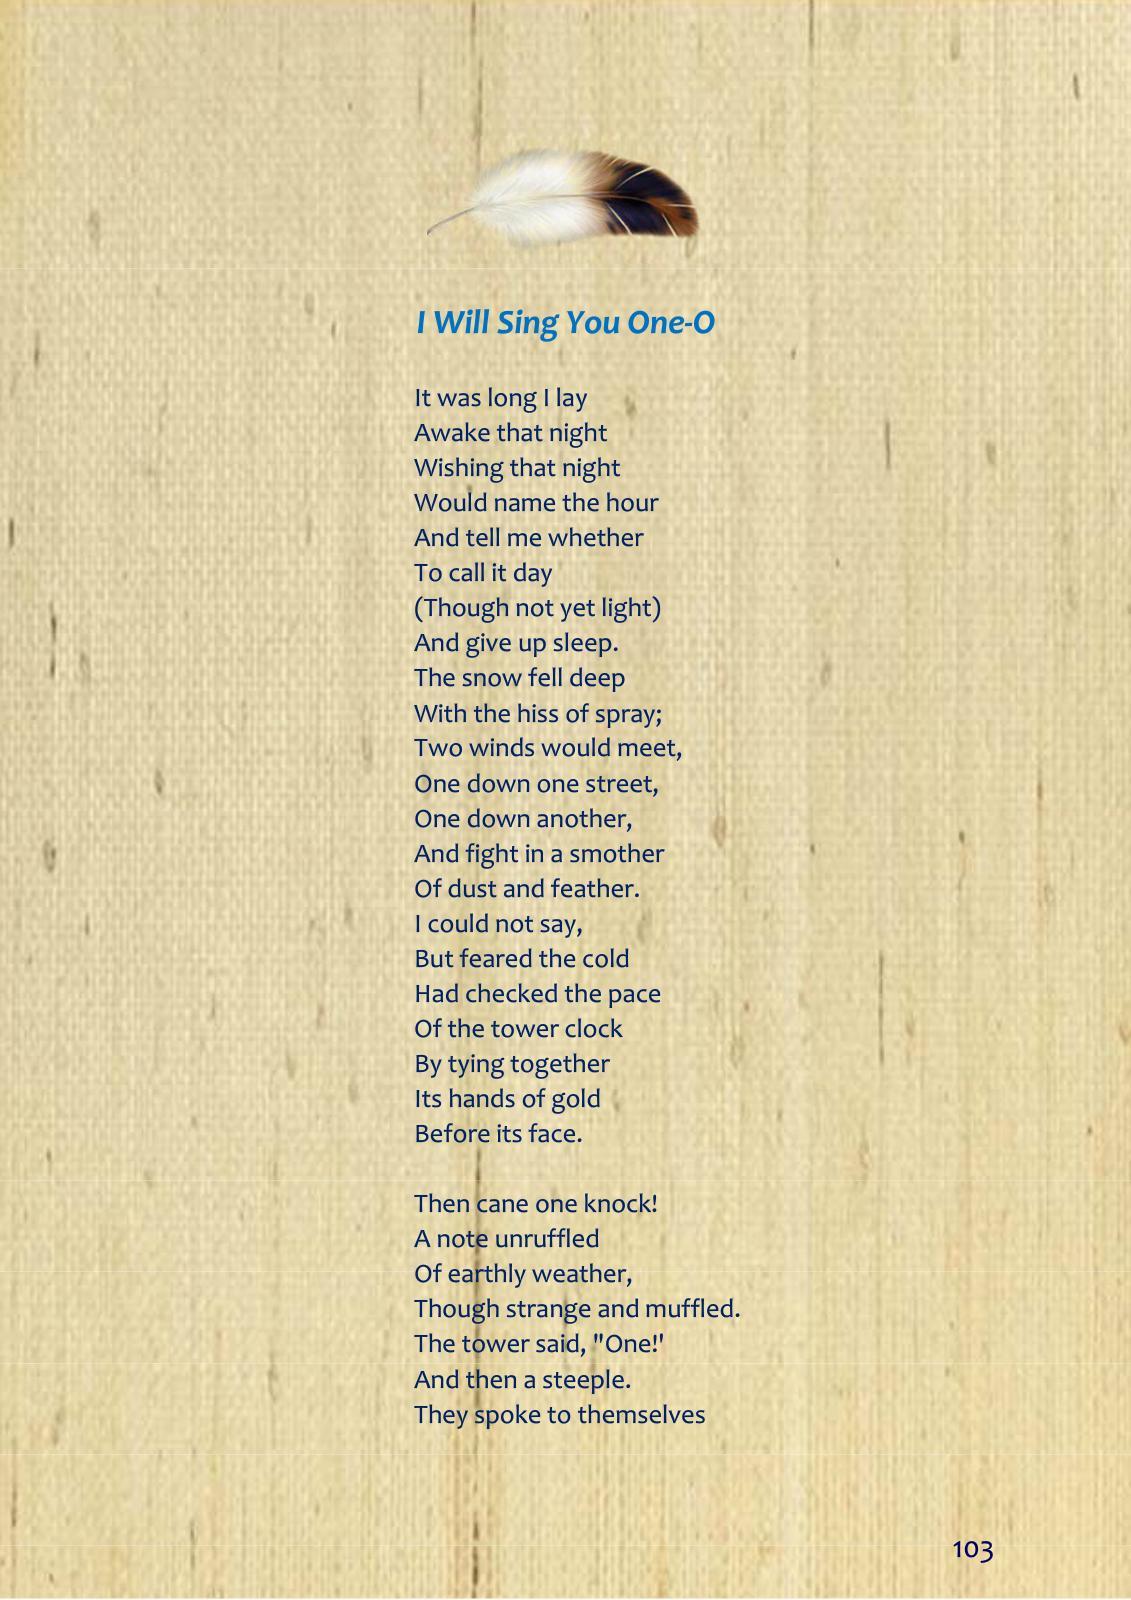 I Will Sing You One-O
It was long I lay
Awake that night
Wishing that night
Would name the hour
And tell me whether
To call it day
(Though not yet light)
And give up sleep.
The snow fell deep
With the hiss of spray;
Two winds would meet,
One down one street,
One down another,
And fight in a smother
Of dust and feather.
I could not say,
But feared the cold
Had checked the pace
Of the tower clock
By tying together
Its hands of gold
Before its face.
Then cane one knock!
A note unruffled
Of earthly weather,
Though strange and muffled.
The tower said, "One!'
And then a steeple.
They spoke to themselves
103